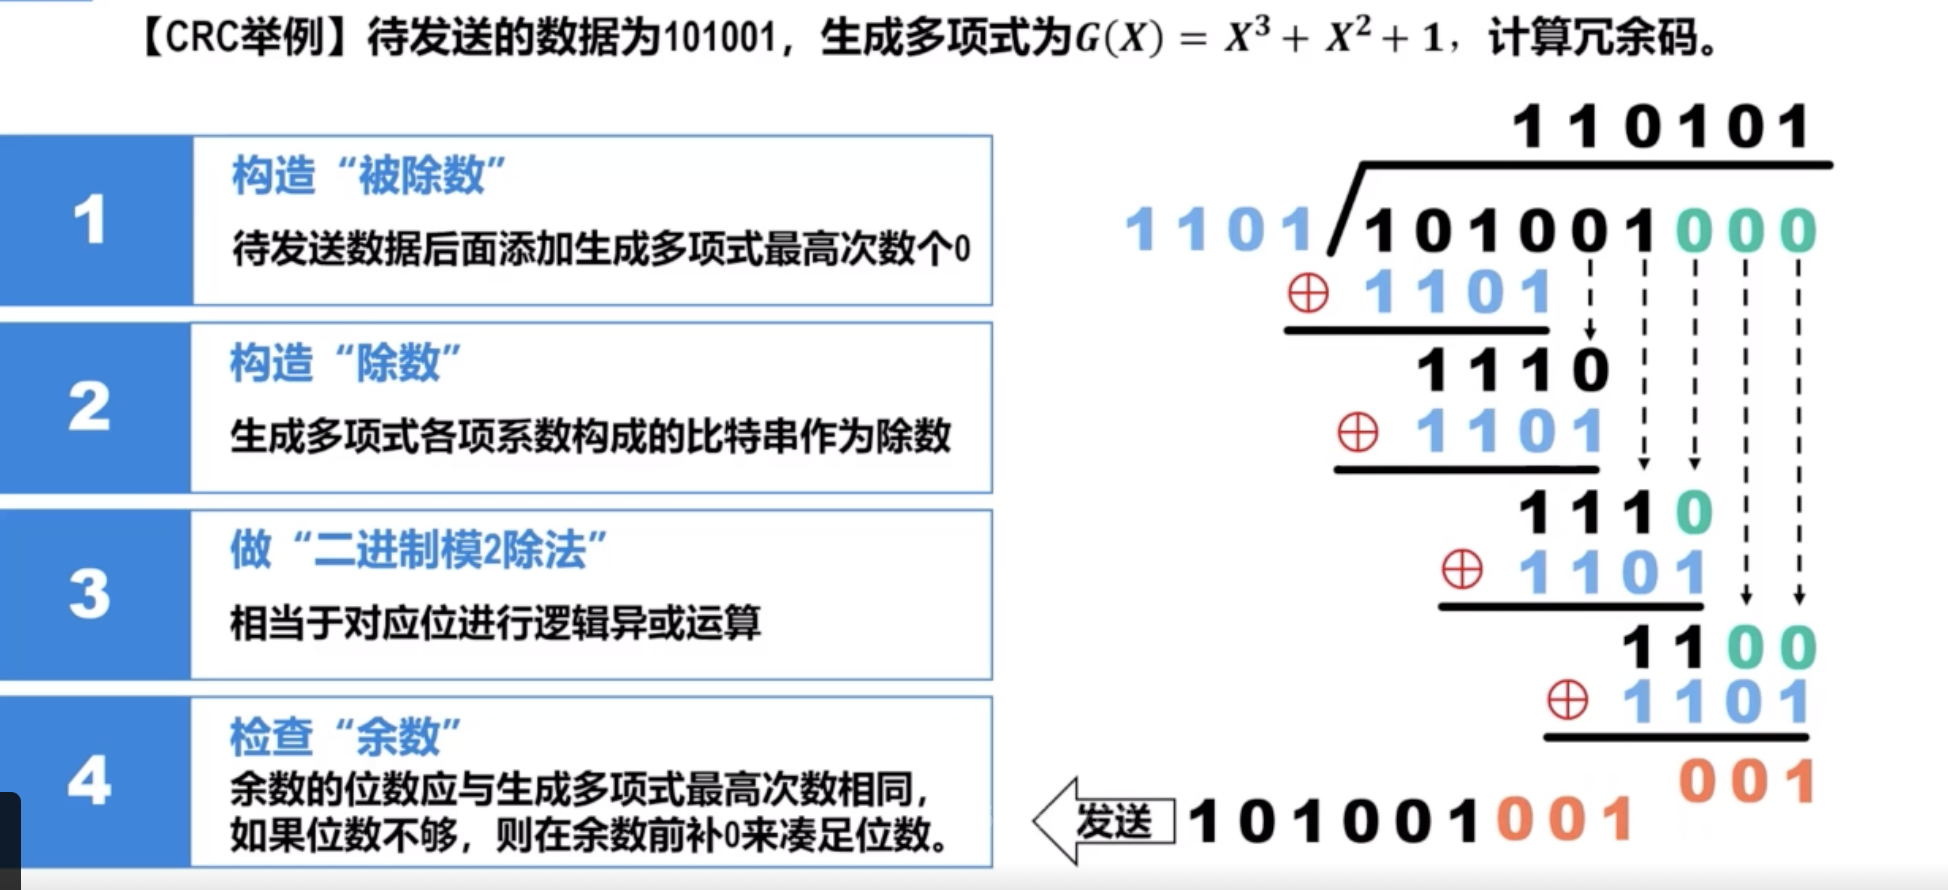 【CRC举例】待发送的数据为101001，生成多项式为G(X) = X³ + X² + 1，计算冗余码。
1
构造“被除数”
待发送数据后面添加生成多项式最高次数个0
2
构造“除数”
生成多项式各项系数构成的比特串作为除数
3
做“二进制模2除法”
相当于对应位进行逻辑异或运算
4
检查“余数”
余数的位数应与生成多项式最高次数相同，
如果位数不够，则在余数前补0来凑足位数。
110101
1101 101001000
⊕ 1101
1110
⊕ 1101
1110
⊕ 1101
1100
⊕ 1101
001
发送 101001001